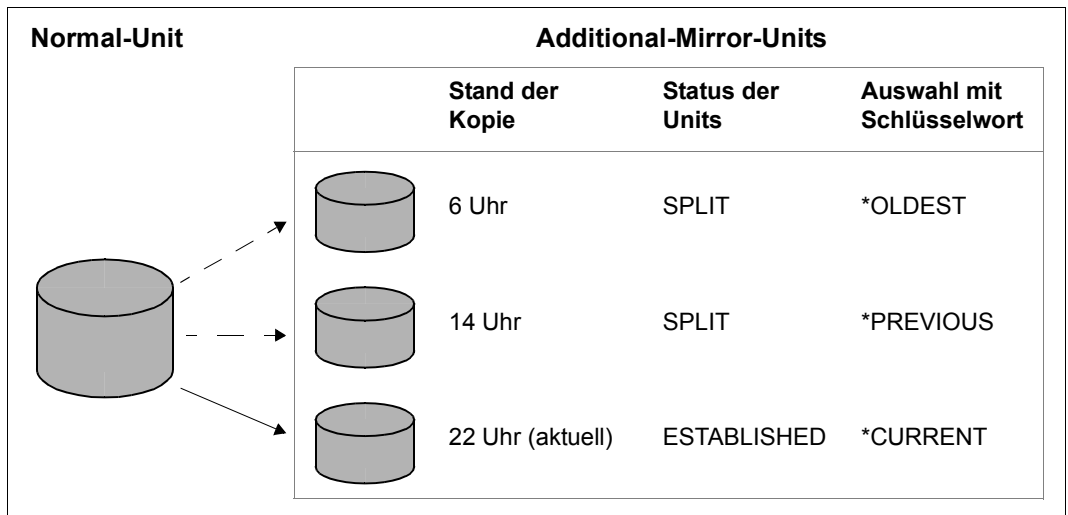 Normal-Unit
Additional-Mirror-Units
Stand der Kopie
Status der Units
Auswahl mit Schlüsselwort
6 Uhr SPLIT *OLDEST
14 Uhr SPLIT *PREVIOUS
22 Uhr (aktuell) ESTABLISHED *CURRENT